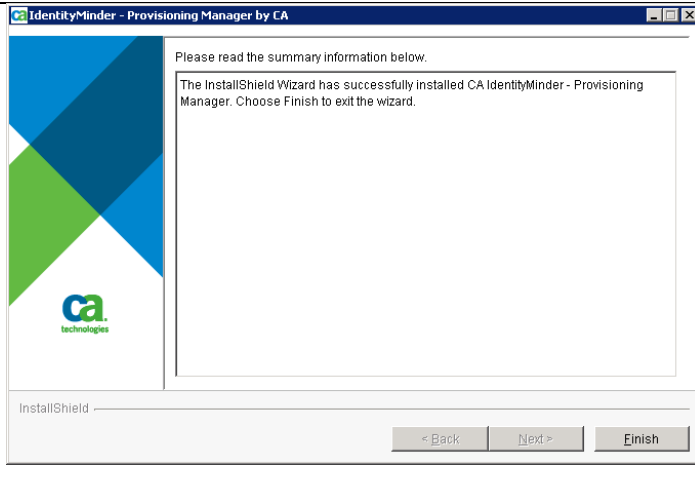 IdentityMinder - Provisioning Manager by CA
Please read the summary information below.
The InstallShield Wizard has successfully installed CA IdentityMinder - Provisioning
Manager. Choose Finish to exit the wizard.
ca
technologies
InstallShield
< Back
Next >
Finish